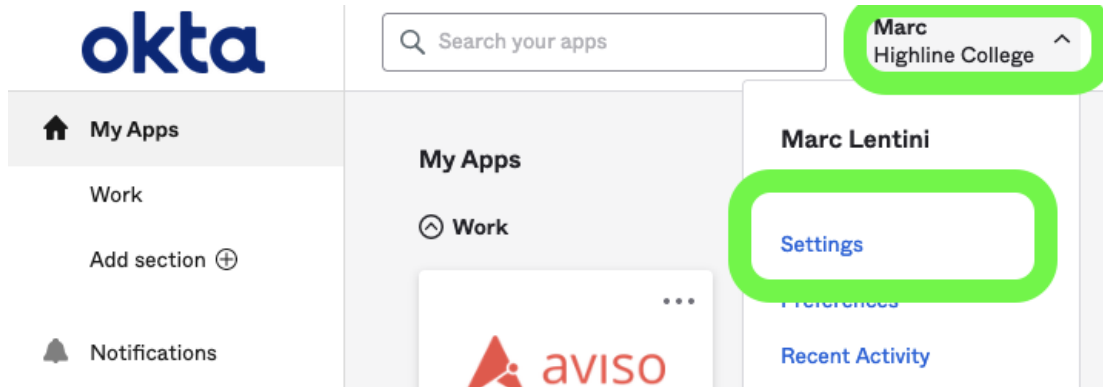 okta
Search your apps
Marc
Highline College
My Apps
Work
Add section
Notifications
My Apps
Work
aviso
Marc Lentini
Settings
Preferences
Recent Activity